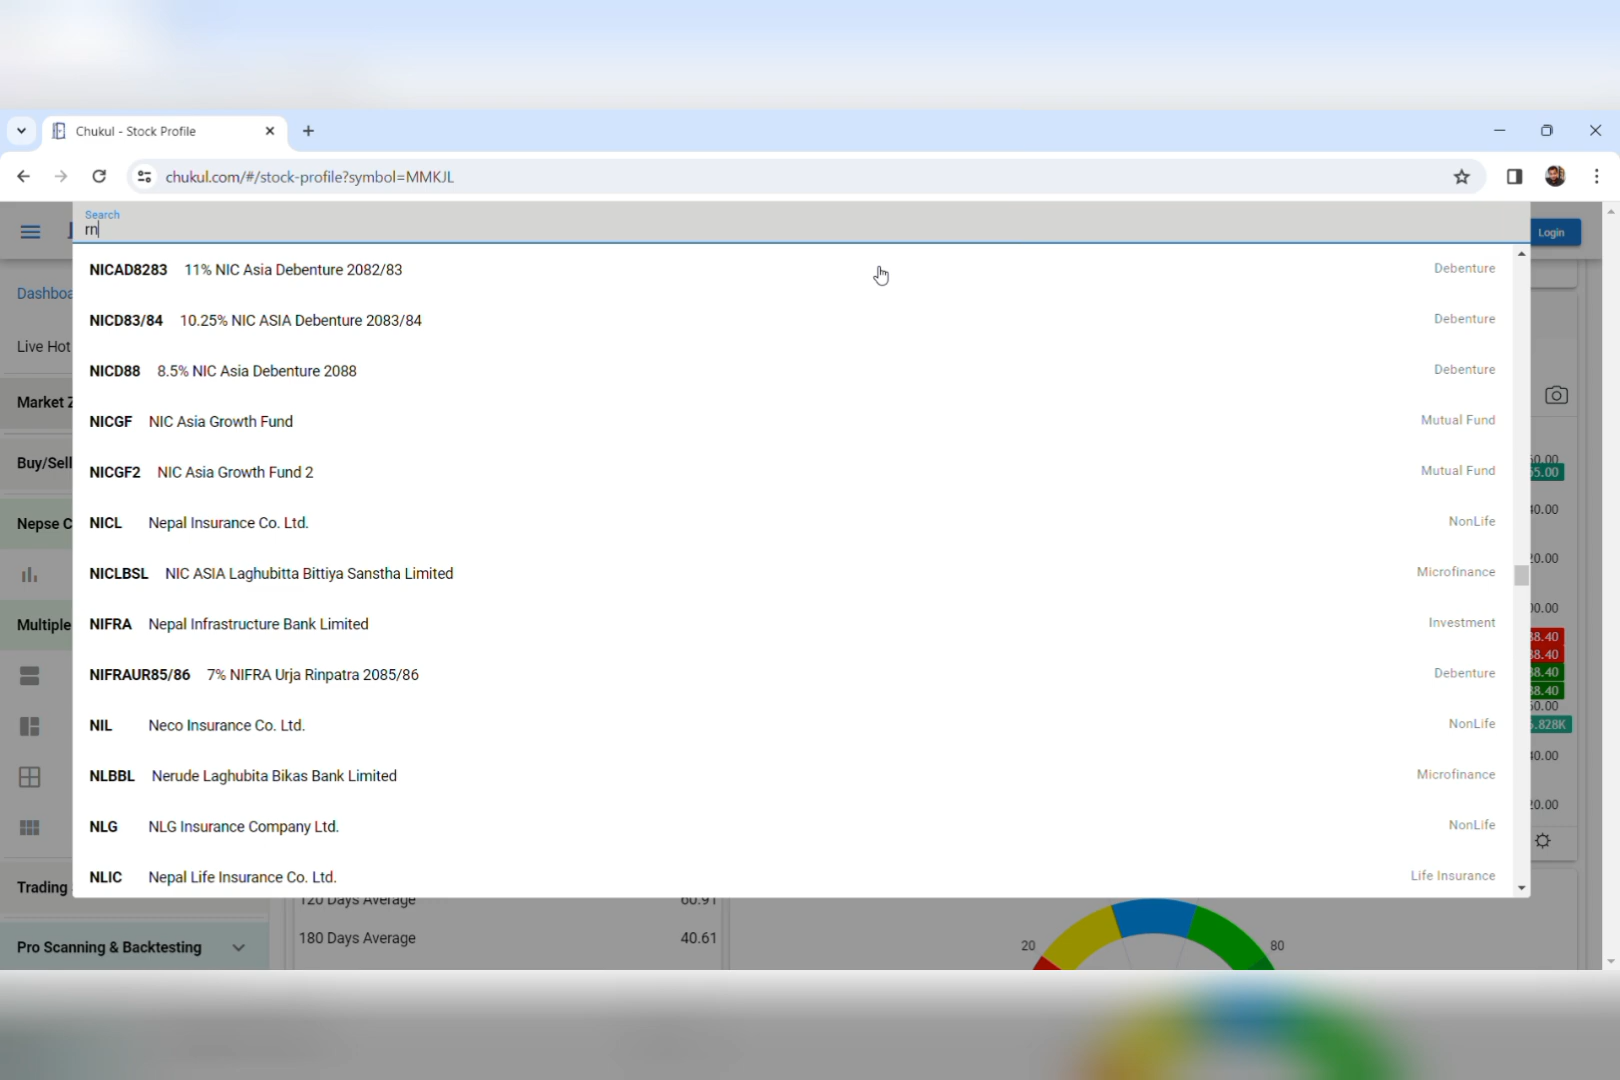 Chukul - Stock Profile
chukul.com/#/stock-profile?symbol=MMKJL
Search
rn
Login
NICAD8283 11% NIC Asia Debenture 2082/83 Debenture
NICD83/84 10.25% NIC ASIA Debenture 2083/84 Debenture
NICD88 8.5% NIC Asia Debenture 2088 Debenture
NICGF NIC Asia Growth Fund Mutual Fund
NICGF2 NIC Asia Growth Fund 2 Mutual Fund
NICL Nepal Insurance Co. Ltd. NonLife
NICLBSL NIC ASIA Laghubitta Bittiya Sanstha Limited Microfinance
NIFRA Nepal Infrastructure Bank Limited Investment
NIFRAUR85/86 7% NIFRA Urja Rinpatra 2085/86 Debenture
NIL Neco Insurance Co. Ltd. NonLife
NLBBL Nerude Laghubita Bikas Bank Limited Microfinance
NLG NLG Insurance Company Ltd. NonLife
NLIC Nepal Life Insurance Co. Ltd. Life Insurance
Live Hot
Market
Buy/Sell
Nepse
Multiple
Trading
Pro Scanning & Backtesting
120 Days Average 60.91
180 Days Average 40.61
20 80